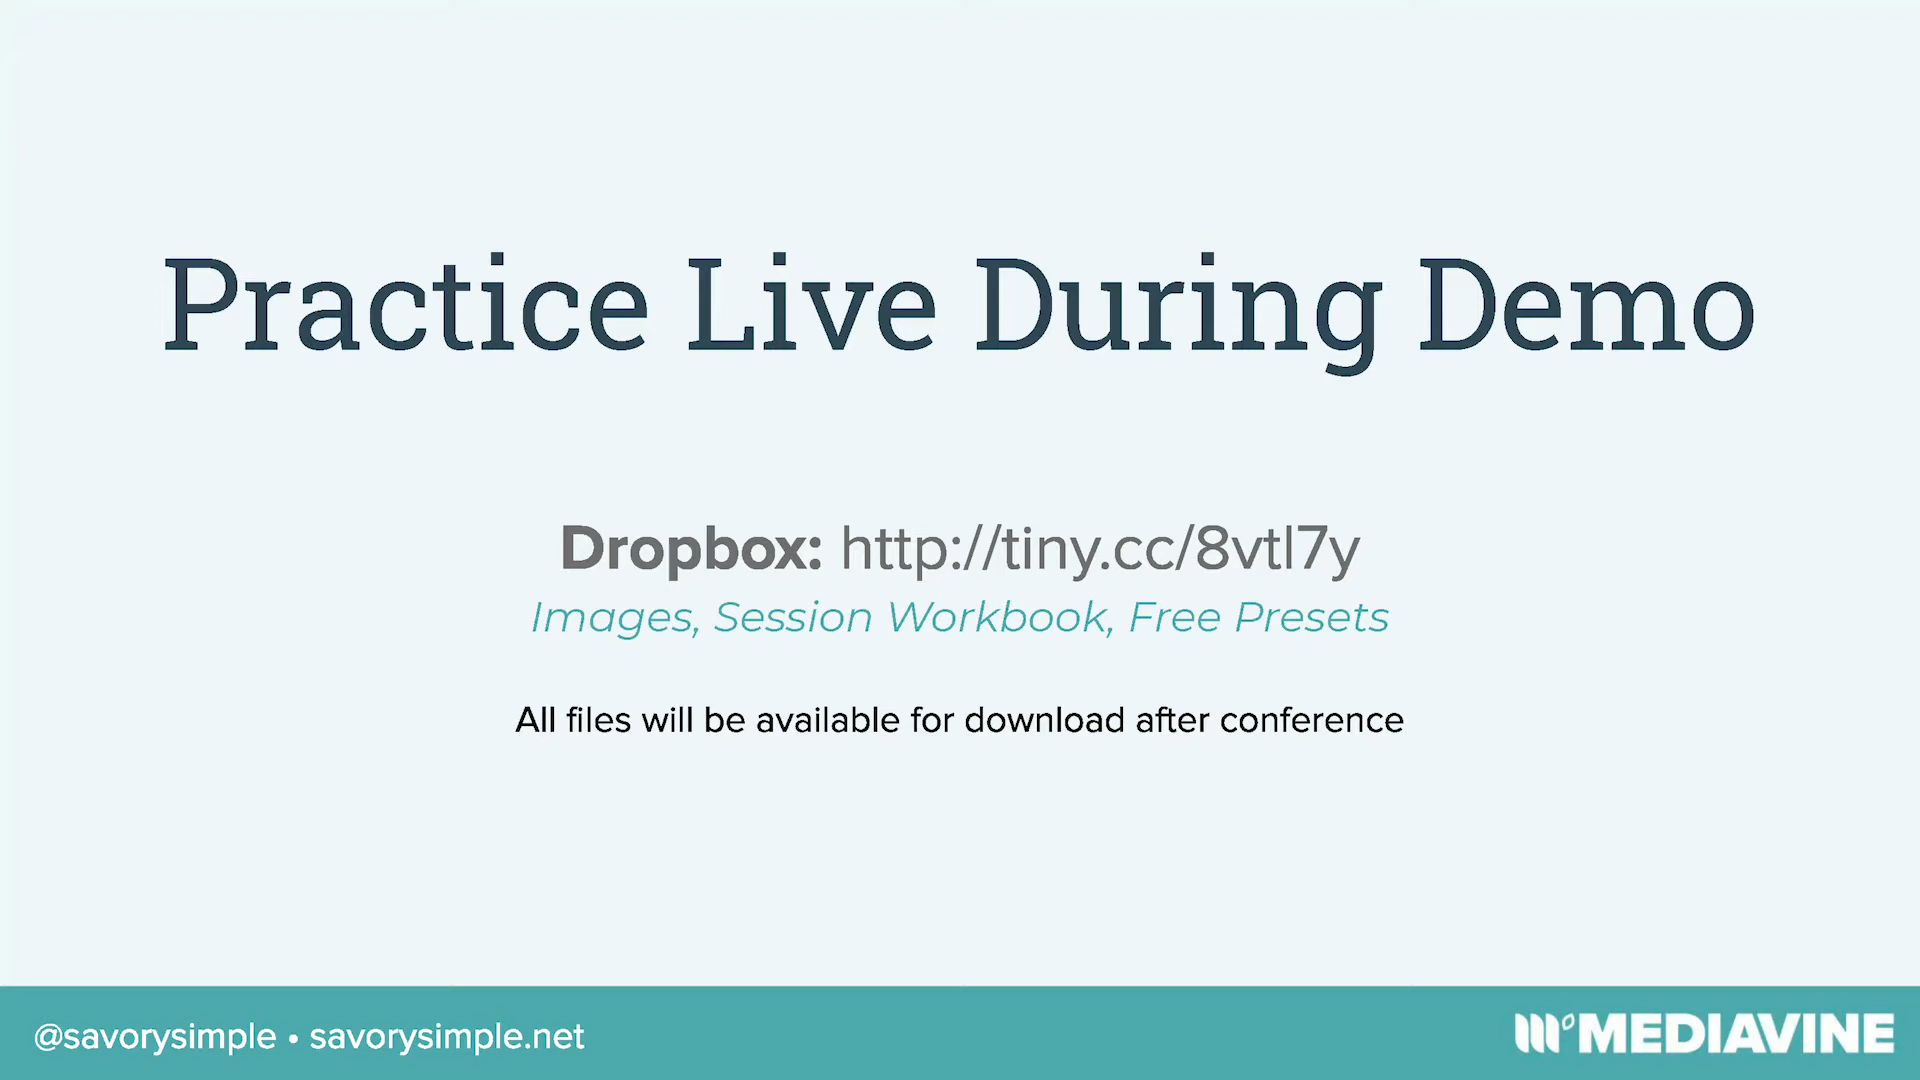 Practice Live During Demo
Dropbox: http://tiny.cc/8vtl7y
Images, Session Workbook, Free Presets
All files will be available for download after conference
@savorysimple • savorysimple.net
MEDIAVINE